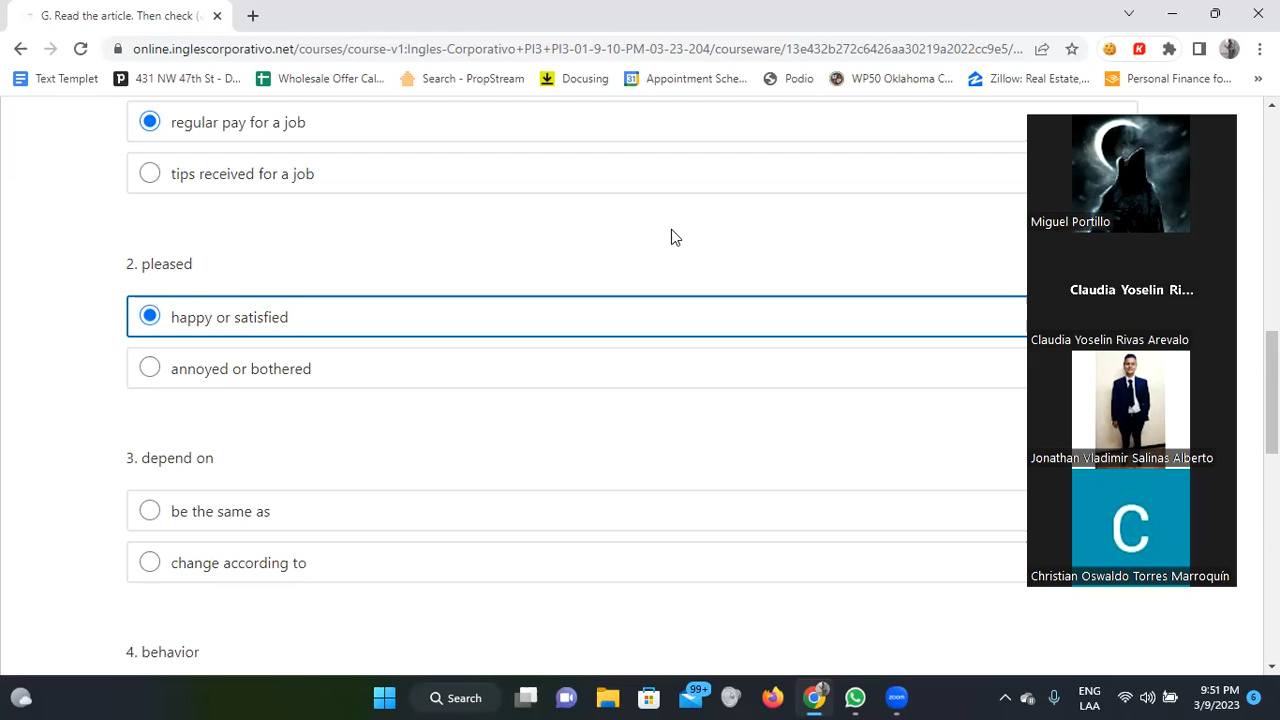 G. Read the article. Then check (
online.inglescorporativo.net/courses/course-v1:Ingles-Corporativo+PI3+PI3-01-9-10-PM-03-23-204/courseware/13e432b272c6426aa30219a2022cc9e5/...
Text Templet
431 NW 47th St - D...
Wholesale Offer Cal...
Search - PropStream
Docusing
Appointment Sche...
Podio
WP50 Oklahoma C...
Zillow: Real Estate,...
Personal Finance fo...
»
regular pay for a job
tips received for a job
2. pleased
happy or satisfied
annoyed or bothered
3. depend on
be the same as
change according to
4. behavior
Miguel Portillo
Claudia Yoselin Ri...
Claudia Yoselin Rivas Arevalo
Jonathan Vladimir Salinas Alberto
C
Christian Oswaldo Torres Marroquín
Search
99+
ENG
LAA
9:51 PM
3/9/2023
6